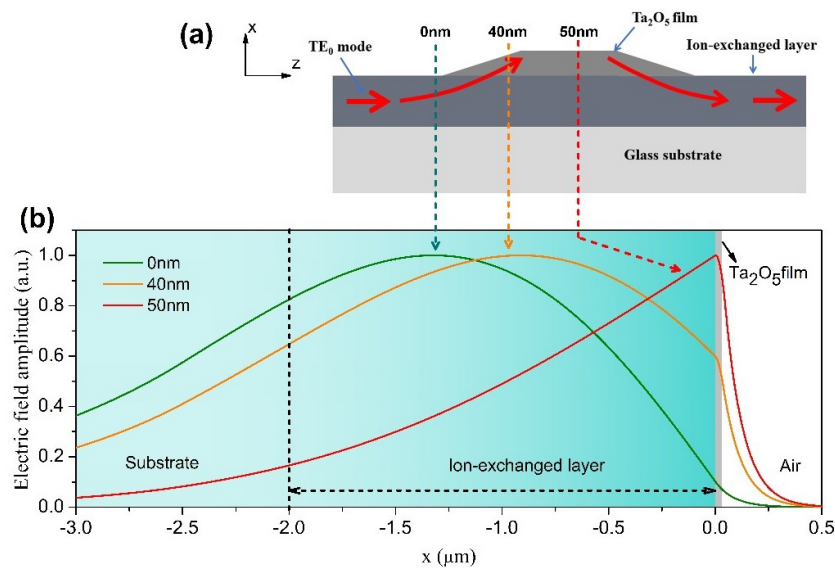 (a)
x
z
TE₀ mode
0nm
40nm
50nm
Ta₂O₅ film
Ion-exchanged layer
Glass substrate
(b)
Electric field amplitude (a.u.)
1.0
0.8
0.6
0.4
0.2
0.0
0nm
40nm
50nm
Ta₂O₅film
Substrate
Ion-exchanged layer
Air
-3.0
-2.5
-2.0
-1.5
-1.0
-0.5
0.0
0.5
x (μm)